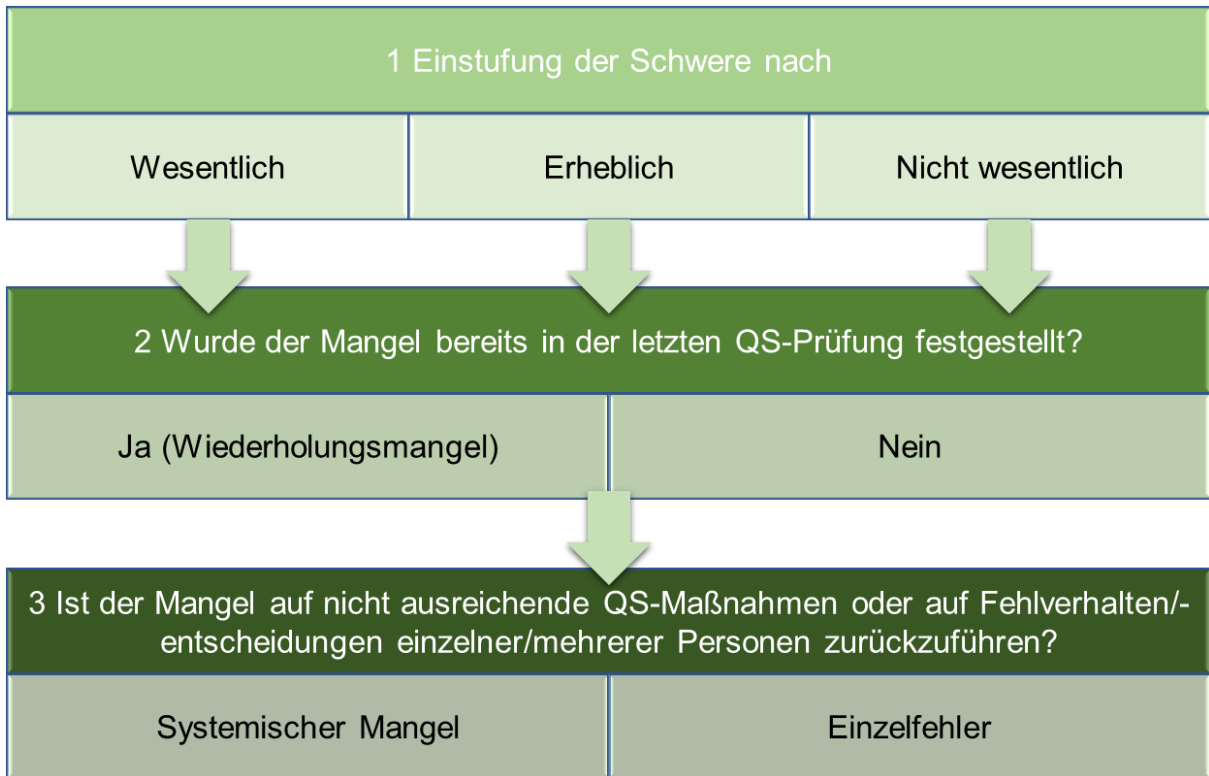 1 Einstufung der Schwere nach
Wesentlich
Erheblich
Nicht wesentlich
2 Wurde der Mangel bereits in der letzten QS-Prüfung festgestellt?
Ja (Wiederholungsmangel)
Nein
3 Ist der Mangel auf nicht ausreichende QS-Maßnahmen oder auf Fehlverhalten/-
entscheidungen einzelner/mehrerer Personen zurückzuführen?
Systemischer Mangel
Einzelfehler